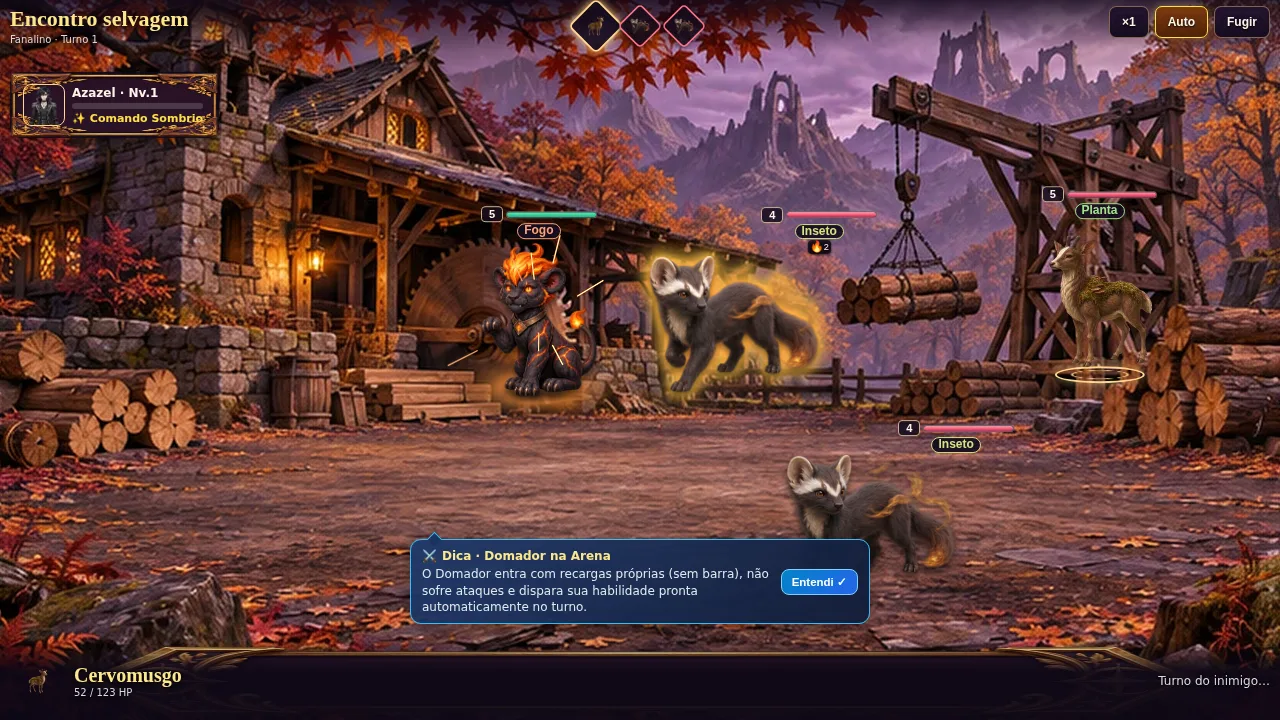 Encontro selvagem
Fanalino · Turno 1
×1
Auto
Fugir
Azazel · Nv.1
✨ Comando Sombrio
5
Fogo
4
Inseto
🔥2
5
Planta
4
Inseto
⚔️ Dica · Domador na Arena
O Domador entra com recargas próprias (sem barra), não
sofre ataques e dispara sua habilidade pronta
automaticamente no turno.
Entendi ✓
Cervomusgo
52 / 123 HP
Turno do inimigo…